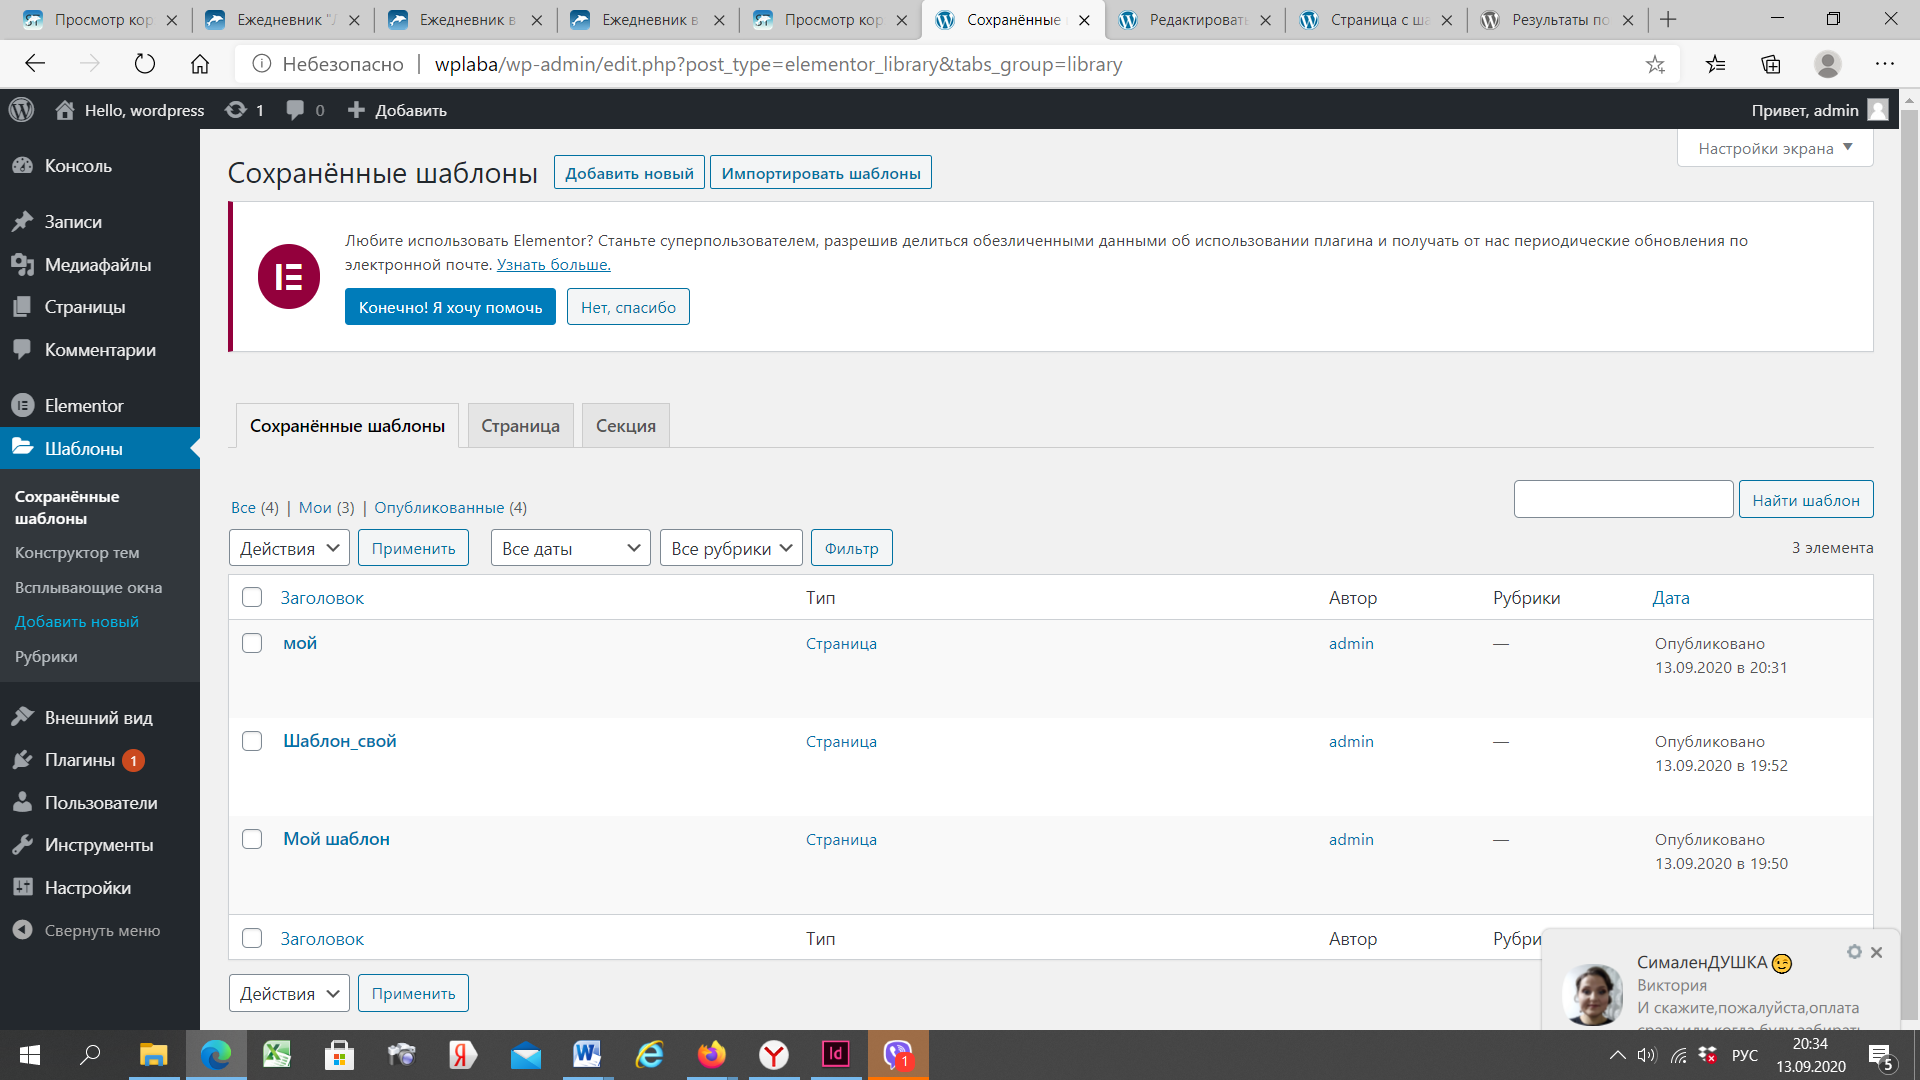 Просмотр кор
Ежедневник "Л
Ежедневник в
Ежедневник в
Просмотр кор
Сохранённые
Редактировать
Страница с ша
Результаты по
Небезопасно | wplaba/wp-admin/edit.php?post_type=elementor_library&tabs_group=library
Hello, wordpress 1 0 Добавить
Привет, admin
Консоль
Записи
Медиафайлы
Страницы
Комментарии
Elementor
Шаблоны
Сохранённые
шаблоны
Конструктор тем
Всплывающие окна
Добавить новый
Рубрики
Внешний вид
Плагины 1
Пользователи
Инструменты
Настройки
Свернуть меню
Настройки экрана
Сохранённые шаблоны Добавить новый Импортировать шаблоны
Любите использовать Elementor? Станьте суперпользователем, разрешив делиться обезличенными данными об использовании плагина и получать от нас периодические обновления по
электронной почте. Узнать больше.
Конечно! Я хочу помочь Нет, спасибо
Сохранённые шаблоны Страница Секция
Все (4) | Мои (3) | Опубликованные (4)
Найти шаблон
Действия Применить Все даты Все рубрики Фильтр
3 элемента
Заголовок Тип Автор Рубрики Дата
мой Страница admin — Опубликовано
13.09.2020 в 20:31
Шаблон_свой Страница admin — Опубликовано
13.09.2020 в 19:52
Мой шаблон Страница admin — Опубликовано
13.09.2020 в 19:50
Заголовок Тип Автор Рубри
Действия Применить
СималенДУШКА
Виктория
И скажите,пожалуйста,оплата
сразу или когда буду забирать
РУС
20:34
13.09.2020
5
1